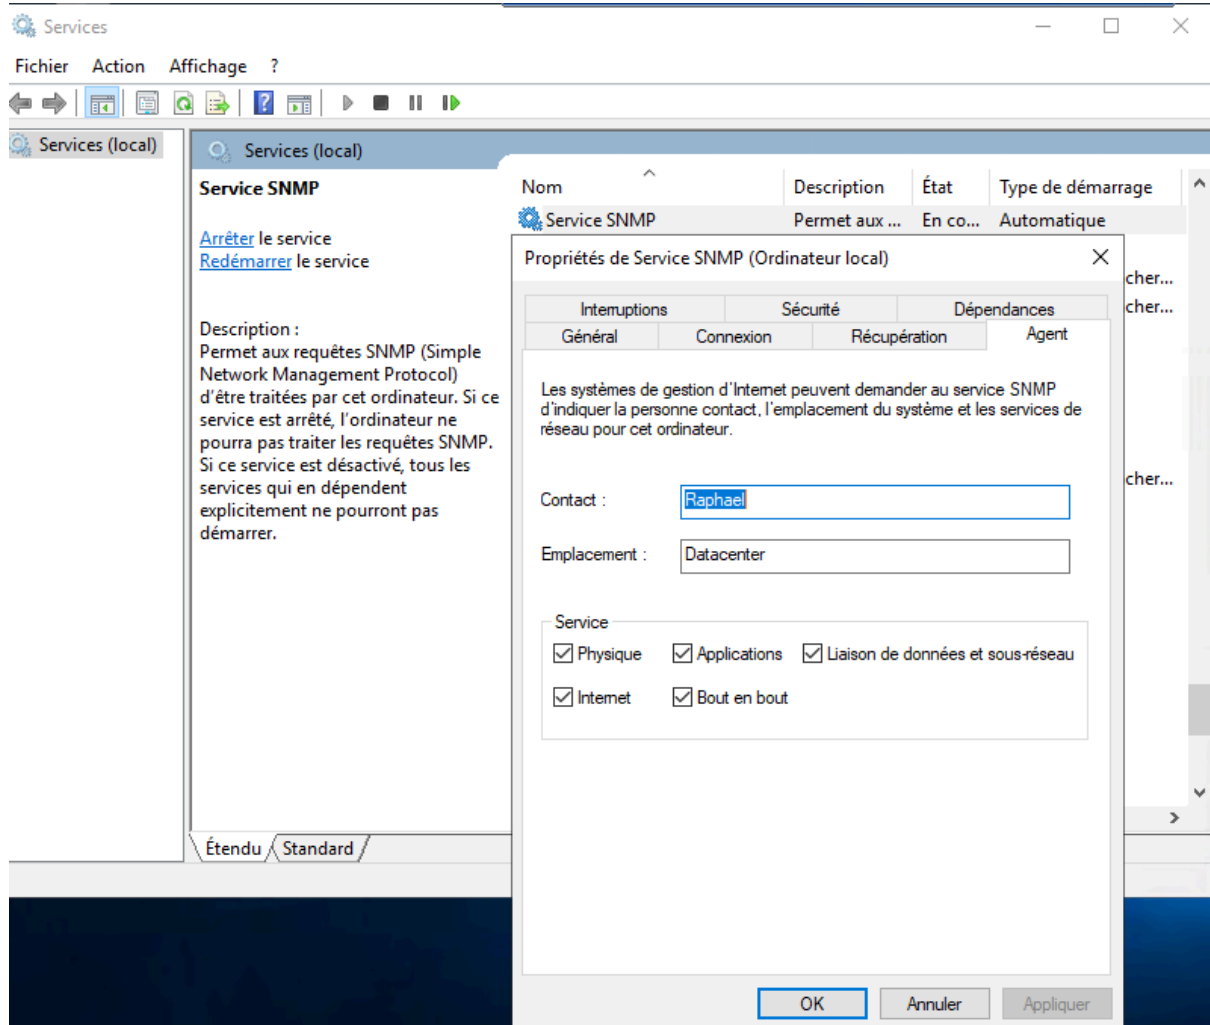 Services
Fichier Action Affichage ?
Services (local)
Services (local)
Service SNMP
Arrêter le service
Redémarrer le service
Description :
Permet aux requêtes SNMP (Simple
Network Management Protocol)
d'être traitées par cet ordinateur. Si ce
service est arrêté, l'ordinateur ne
pourra pas traiter les requêtes SNMP.
Si ce service est désactivé, tous les
services qui en dépendent
explicitement ne pourront pas
démarrer.
Nom Description État Type de démarrage
Service SNMP Permet aux ... En co... Automatique
cher...
cher...
cher...
Propriétés de Service SNMP (Ordinateur local)
Interruptions Sécurité Dépendances
Général Connexion Récupération Agent
Les systèmes de gestion d'Internet peuvent demander au service SNMP
d'indiquer la personne contact, l'emplacement du système et les services de
réseau pour cet ordinateur.
Contact : Raphael
Emplacement : Datacenter
Service
Physique Applications Liaison de données et sous-réseau
Internet Bout en bout
OK Annuler Appliquer
Étendu Standard